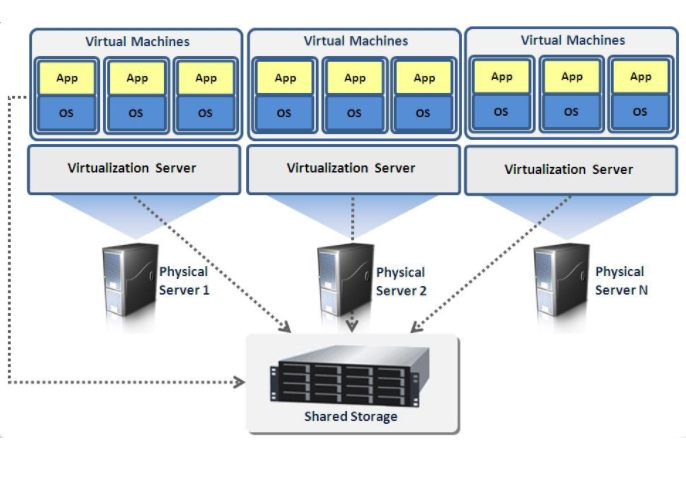 Virtual Machines
Virtual Machines
Virtual Machines
App
App
App
App
App
App
App
App
App
OS
OS
OS
OS
OS
OS
OS
OS
OS
Virtualization Server
Virtualization Server
Virtualization Server
Physical
Server 1
Physical
Server 2
Physical
Server N
Shared Storage